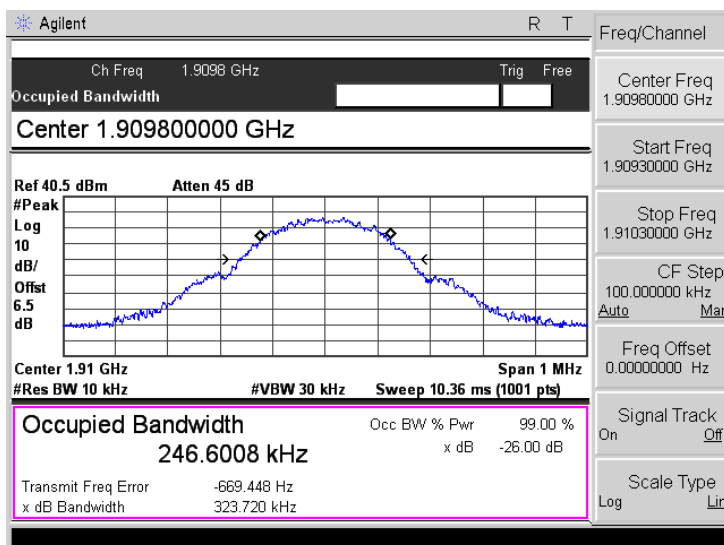 Agilent R T
Ch Freq 1.9098 GHz Trig Free
Occupied Bandwidth
Center 1.909800000 GHz
Ref 40.5 dBm Atten 45 dB
#Peak
Log
10
dB/
Offst
6.5
dB
Center 1.91 GHz Span 1 MHz
#Res BW 10 kHz #VBW 30 kHz Sweep 10.36 ms (1001 pts)
Occupied Bandwidth Occ BW % Pwr 99.00 %
246.6008 kHz x dB -26.00 dB
Transmit Freq Error -669.448 Hz
x dB Bandwidth 323.720 kHz
Freq/Channel
Center Freq
1.90980000 GHz
Start Freq
1.90930000 GHz
Stop Freq
1.91030000 GHz
CF Step
100.000000 kHz
Auto Man
Freq Offset
0.00000000 Hz
Signal Track
On Off
Scale Type
Log Lin